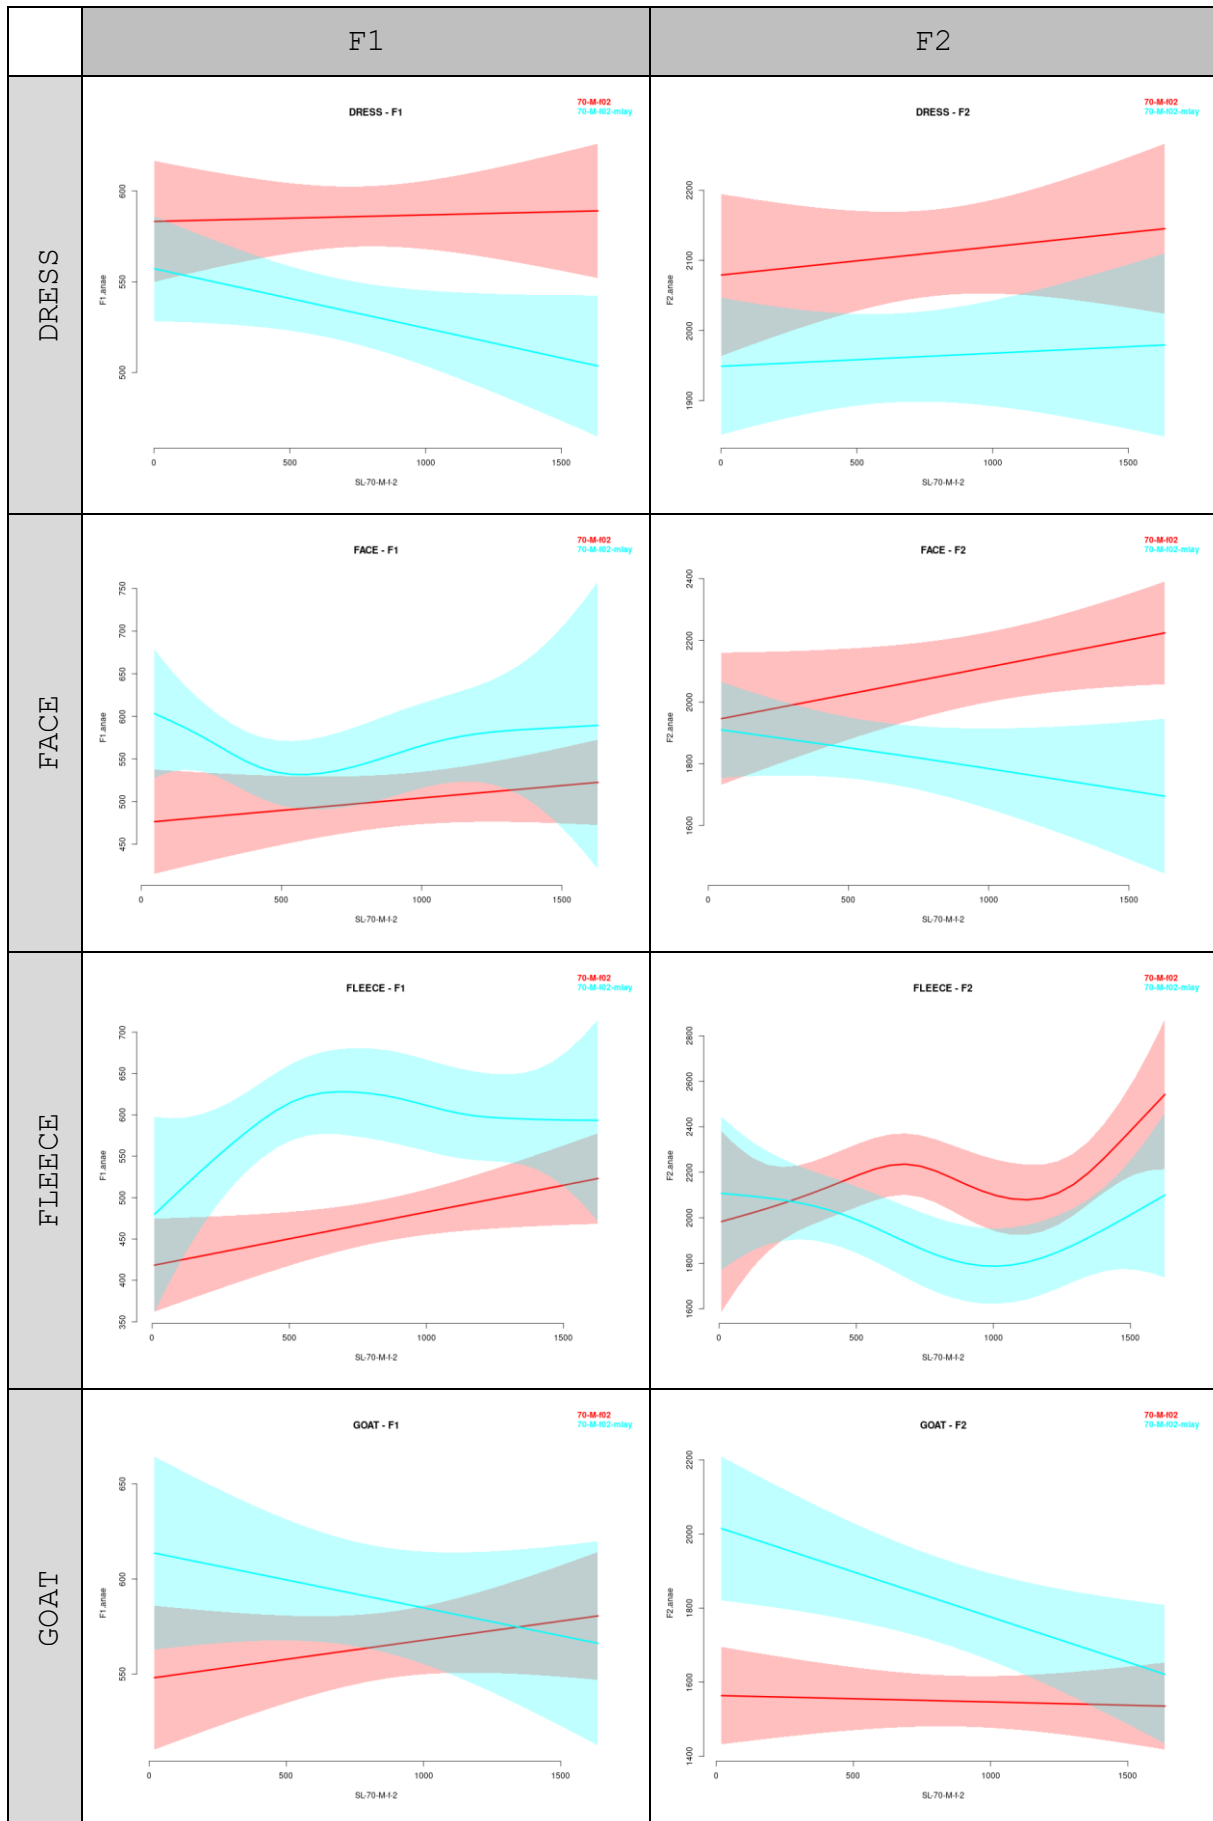 F1 F2
DRESS
DRESS - F1
70-M-f02
70-M-f02-mlay
F1.anae
600
550
500
0 500 1000 1500
SL-70-M-f-2
DRESS - F2
70-M-f02
70-M-f02-mlay
F2.anae
2200
2100
2000
1900
0 500 1000 1500
SL-70-M-f-2
FACE
FACE - F1
70-M-f02
70-M-f02-mlay
F1.anae
750
700
650
600
550
500
450
0 500 1000 1500
SL-70-M-f-2
FACE - F2
70-M-f02
70-M-f02-mlay
F2.anae
2400
2200
2000
1800
1600
0 500 1000 1500
SL-70-M-f-2
FLEECE
FLEECE - F1
70-M-f02
70-M-f02-mlay
F1.anae
700
650
600
550
500
450
400
350
0 500 1000 1500
SL-70-M-f-2
FLEECE - F2
70-M-f02
70-M-f02-mlay
F2.anae
2800
2600
2400
2200
2000
1800
1600
0 500 1000 1500
SL-70-M-f-2
GOAT
GOAT - F1
70-M-f02
70-M-f02-mlay
F1.anae
650
600
550
0 500 1000 1500
SL-70-M-f-2
GOAT - F2
70-M-f02
70-M-f02-mlay
F2.anae
2200
2000
1800
1600
1400
0 500 1000 1500
SL-70-M-f-2